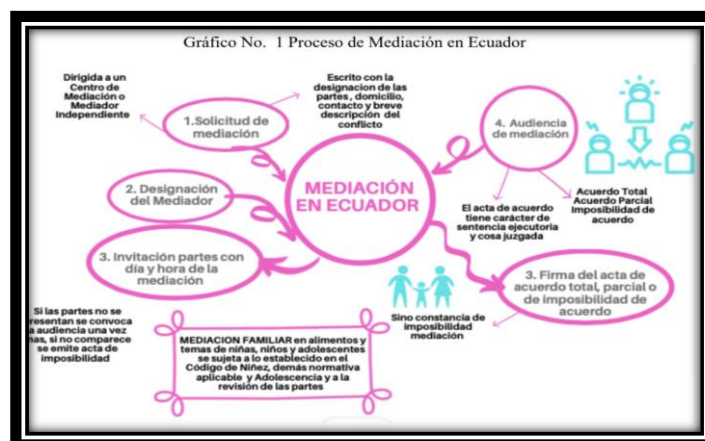 Gráfico No. 1 Proceso de Mediación en Ecuador
Dirigida a un
Centro de
Mediación o
Mediador
Independiente
1.Solicitud de
mediación
Escrito con la
designacion de las
partes , domicilio,
contacto y breve
descripción del
conflicto
2. Designación
del Mediador
3. Invitación partes con
día y hora de la
mediación
Si las partes no se
resentan se convoca
a audiencia una vez
mas, si no comparece
se emite acta de
imposibilidad
MEDIACIÓN
EN ECUADOR
4. Audiencia
de mediación
El acta de acuerdo
tiene carácter de
sentencia ejecutoria
y cosa juzgada
Acuerdo Total
Acuerdo Parcial
Imposibilidad de
acuerdo
3. Firma del acta de
acuerdo total, parcial o
de imposibilidad de
acuerdo
Sino constancia de
imposibilidad
mediación
MEDIACION FAMILIAR en alimentos y
temas de niñas, niños y adolescentes
se sujeta a lo establecido en el
Código de Niñez, demás normativa
aplicable y Adolescencia y a la
revisión de las partes